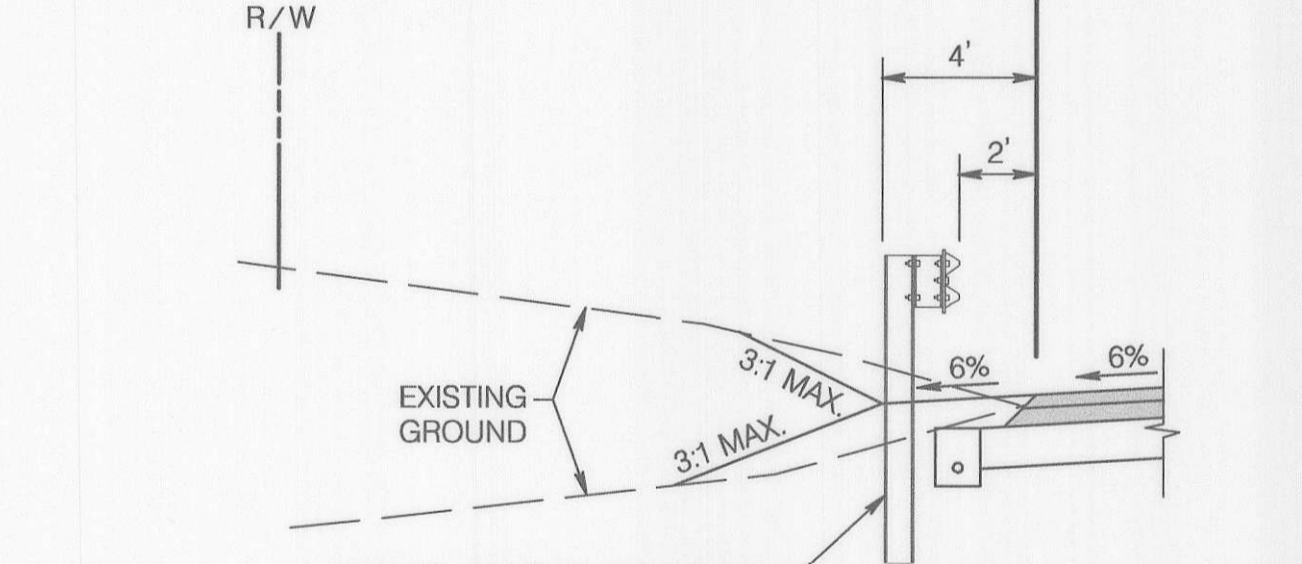 R/W
4'
2'
6%
6%
3:1 MAX.
EXISTING
GROUND
3:1 MAX.